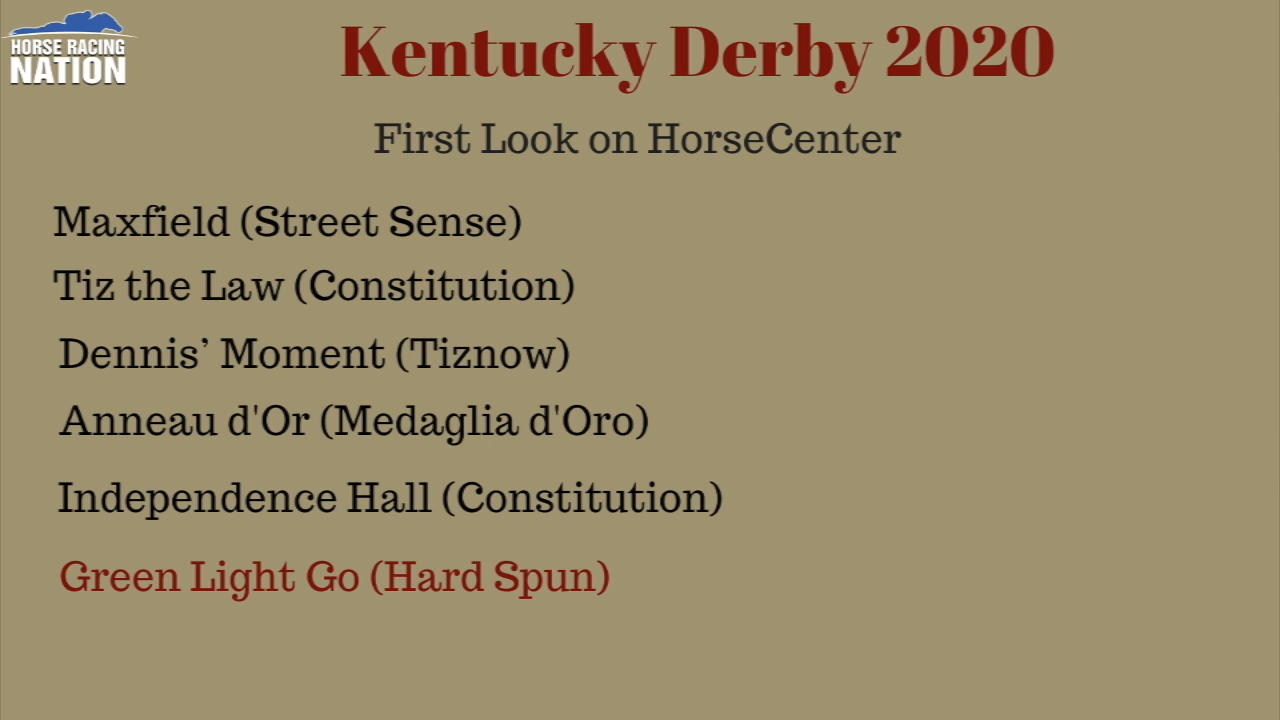 HORSE RACING
NATION
Kentucky Derby 2020
First Look on HorseCenter
Maxfield (Street Sense)
Tiz the Law (Constitution)
Dennis’ Moment (Tiznow)
Anneau d'Or (Medaglia d'Oro)
Independence Hall (Constitution)
Green Light Go (Hard Spun)